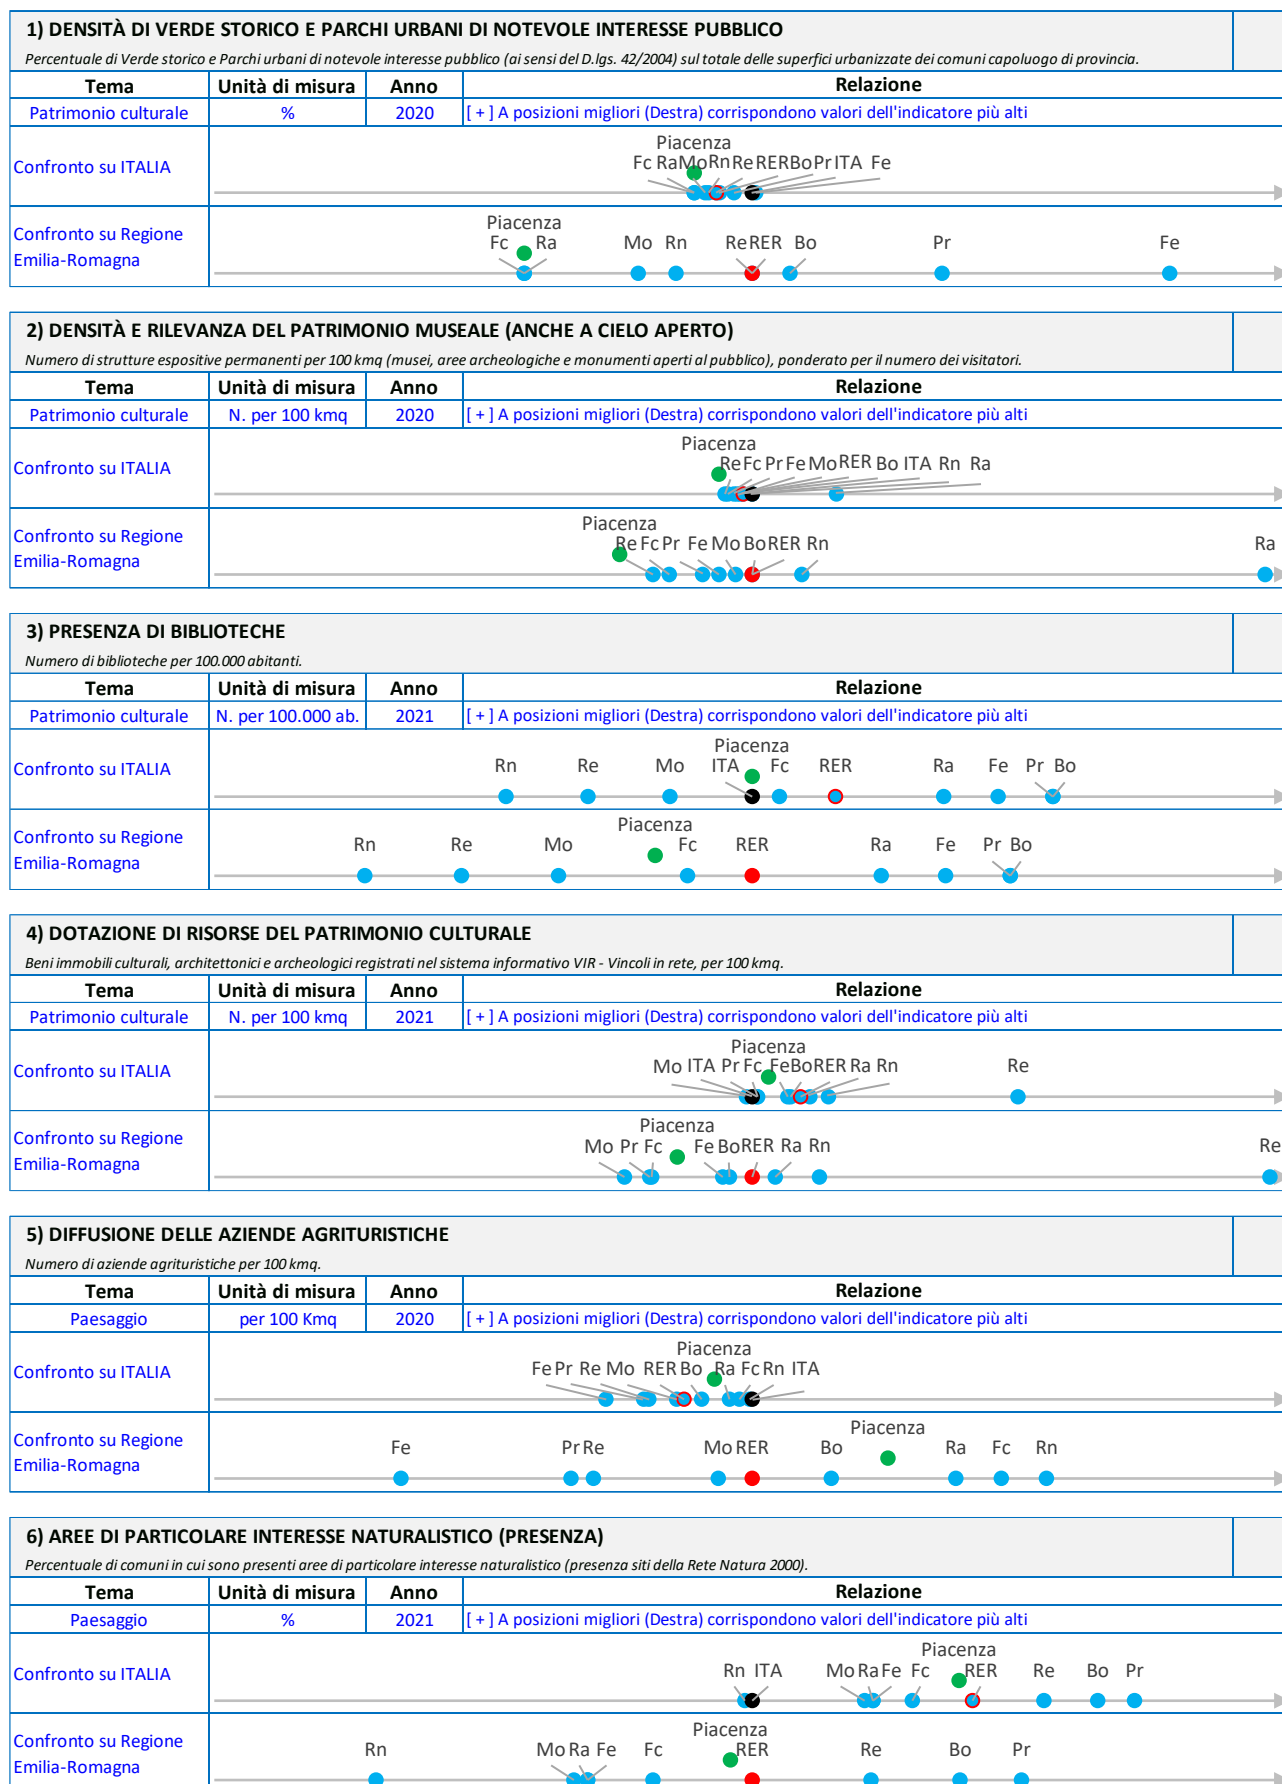 1) DENSITÀ DI VERDE STORICO E PARCHI URBANI DI NOTEVOLE INTERESSE PUBBLICO
Percentuale di Verde storico e Parchi urbani di notevole interesse pubblico (ai sensi del D.lgs. 42/2004) sul totale delle superfici urbanizzate dei comuni capoluogo di provincia.
Tema Unità di misura Anno Relazione
Patrimonio culturale % 2020 [ + ] A posizioni migliori (Destra) corrispondono valori dell'indicatore più alti
Piacenza
Confronto su ITALIA Fc Ra Mo Rn Re RER Bo Pr ITA Fe
Piacenza
Confronto su Regione Emilia-Romagna Fc Ra Mo Rn Re RER Bo Pr Fe
2) DENSITÀ E RILEVANZA DEL PATRIMONIO MUSEALE (ANCHE A CIELO APERTO)
Numero di strutture espositive permanenti per 100 kmq (musei, aree archeologiche e monumenti aperti al pubblico), ponderato per il numero dei visitatori.
Tema Unità di misura Anno Relazione
Patrimonio culturale N. per 100 kmq 2020 [ + ] A posizioni migliori (Destra) corrispondono valori dell'indicatore più alti
Piacenza
Confronto su ITALIA Re Fc Pr Fe Mo RER Bo ITA Rn Ra
Piacenza
Confronto su Regione Emilia-Romagna Re Fc Pr Fe Mo Bo RER Rn Ra
3) PRESENZA DI BIBLIOTECHE
Numero di biblioteche per 100.000 abitanti.
Tema Unità di misura Anno Relazione
Patrimonio culturale N. per 100.000 ab. 2021 [ + ] A posizioni migliori (Destra) corrispondono valori dell'indicatore più alti
Piacenza
Confronto su ITALIA Rn Re Mo ITA Fc RER Ra Fe Pr Bo
Piacenza
Confronto su Regione Emilia-Romagna Rn Re Mo Fc RER Ra Fe Pr Bo
4) DOTAZIONE DI RISORSE DEL PATRIMONIO CULTURALE
Beni immobili culturali, architettonici e archeologici registrati nel sistema informativo VIR - Vincoli in rete, per 100 kmq.
Tema Unità di misura Anno Relazione
Patrimonio culturale N. per 100 kmq 2021 [ + ] A posizioni migliori (Destra) corrispondono valori dell'indicatore più alti
Piacenza
Confronto su ITALIA Mo ITA Pr Fc Fe Bo RER Ra Rn Re
Piacenza
Confronto su Regione Emilia-Romagna Mo Pr Fc Fe Bo RER Ra Rn Re
5) DIFFUSIONE DELLE AZIENDE AGRITURISTICHE
Numero di aziende agrituristiche per 100 kmq.
Tema Unità di misura Anno Relazione
Paesaggio per 100 Kmq 2020 [ + ] A posizioni migliori (Destra) corrispondono valori dell'indicatore più alti
Piacenza
Confronto su ITALIA Fe Pr Re Mo RER Bo Ra Fc Rn ITA
Piacenza
Confronto su Regione Emilia-Romagna Fe Pr Re Mo RER Bo Ra Fc Rn
6) AREE DI PARTICOLARE INTERESSE NATURALISTICO (PRESENZA)
Percentuale di comuni in cui sono presenti aree di particolare interesse naturalistico (presenza siti della Rete Natura 2000).
Tema Unità di misura Anno Relazione
Paesaggio % 2021 [ + ] A posizioni migliori (Destra) corrispondono valori dell'indicatore più alti
Piacenza
Confronto su ITALIA Rn ITA Mo Ra Fe Fc RER Re Bo Pr
Piacenza
Confronto su Regione Emilia-Romagna Rn Mo Ra Fe Fc RER Re Bo Pr